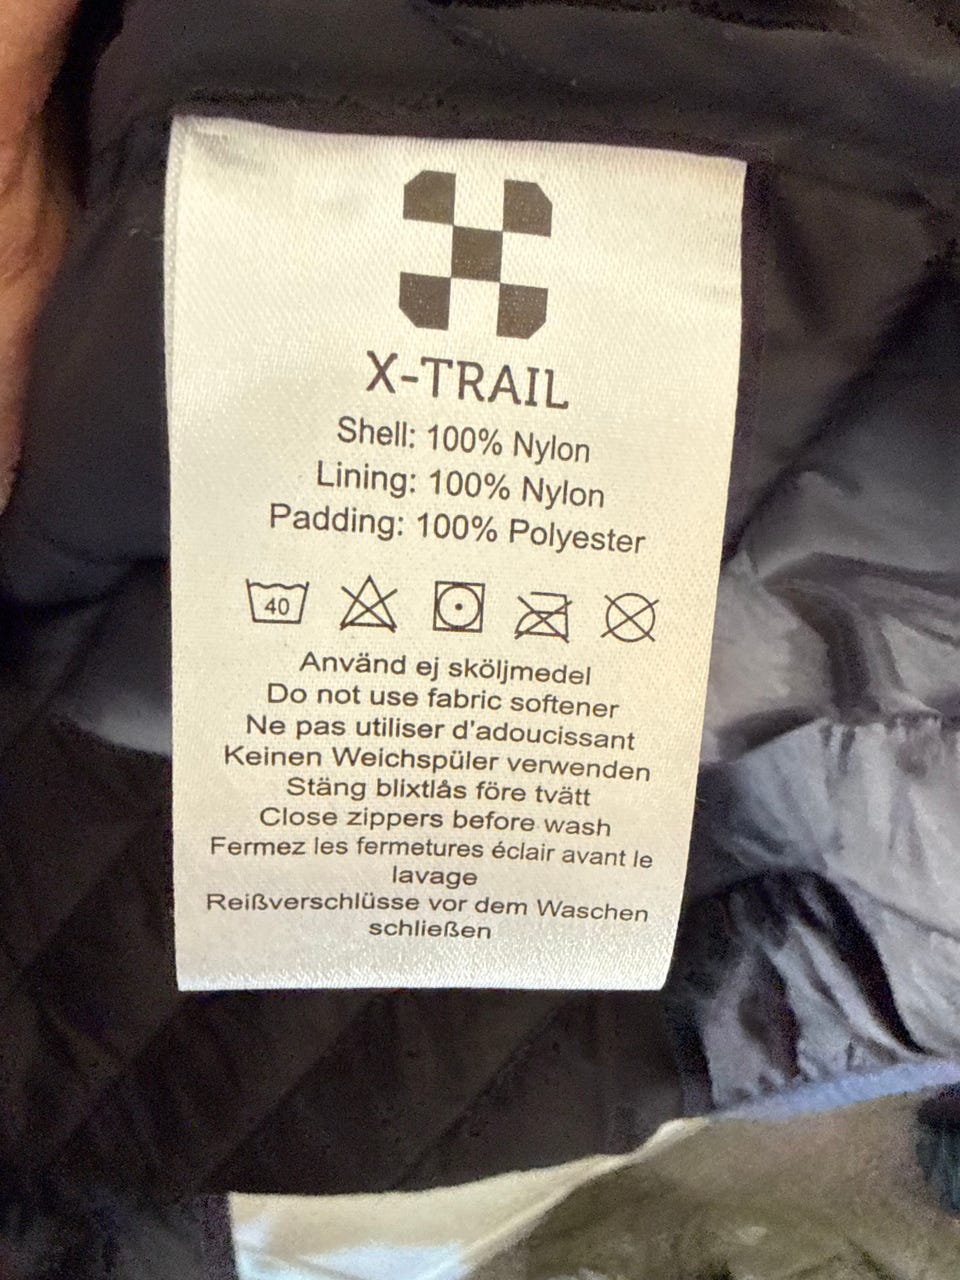 X-TRAIL
Shell: 100% Nylon
Lining: 100% Nylon
Padding: 100% Polyester
40
Använd ej sköljmedel
Do not use fabric softener
Ne pas utiliser d'adoucissant
Keinen Weichspüler verwenden
Stäng blixtlås före tvätt
Close zippers before wash
Fermez les fermetures éclair avant le
lavage
Reißverschlüsse vor dem Waschen
schließen